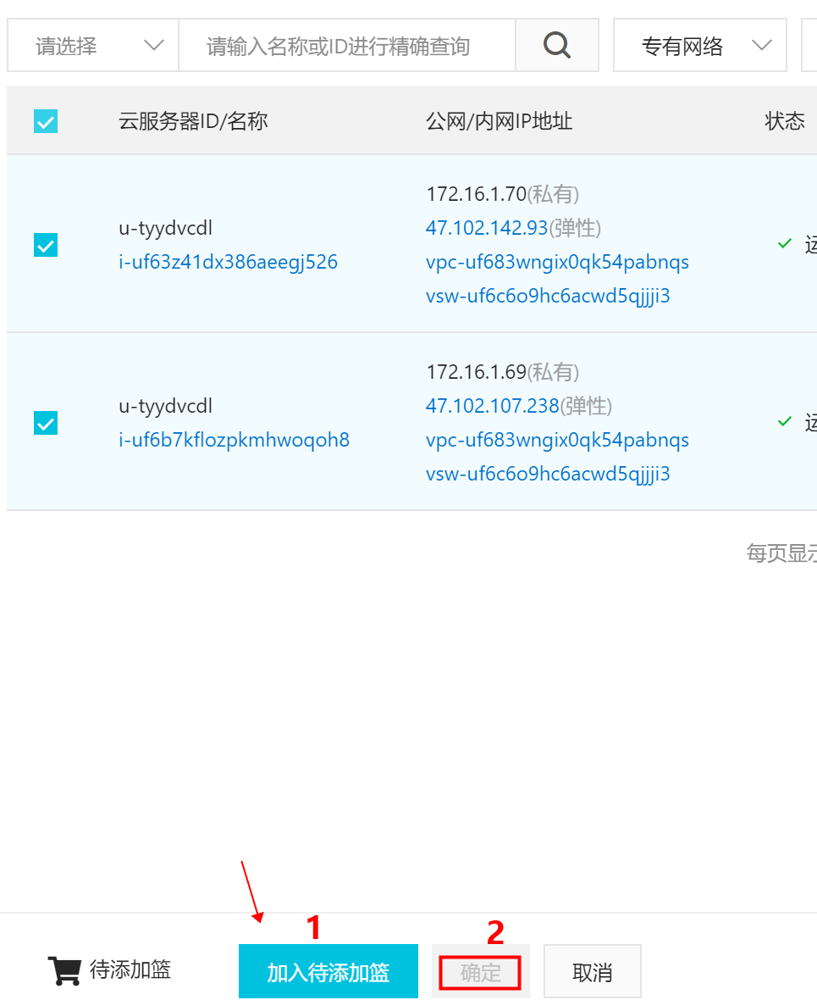 请选择 请输入名称或ID进行精确查询 专有网络
云服务器ID/名称 公网/内网IP地址 状态
172.16.1.70(私有)
u-tyydvcdl 47.102.142.93(弹性)
i-uf63z41dx386aeegj526 vpc-uf683wngix0qk54pabnqs 运
vsw-uf6c6o9hc6acwd5qjjji3
172.16.1.69(私有)
u-tyydvcdl 47.102.107.238(弹性)
i-uf6b7kflozpkmhwoqoh8 vpc-uf683wngix0qk54pabnqs 运
vsw-uf6c6o9hc6acwd5qjjji3
每页显示
1 2
待添加篮 加入待添加篮 确定 取消